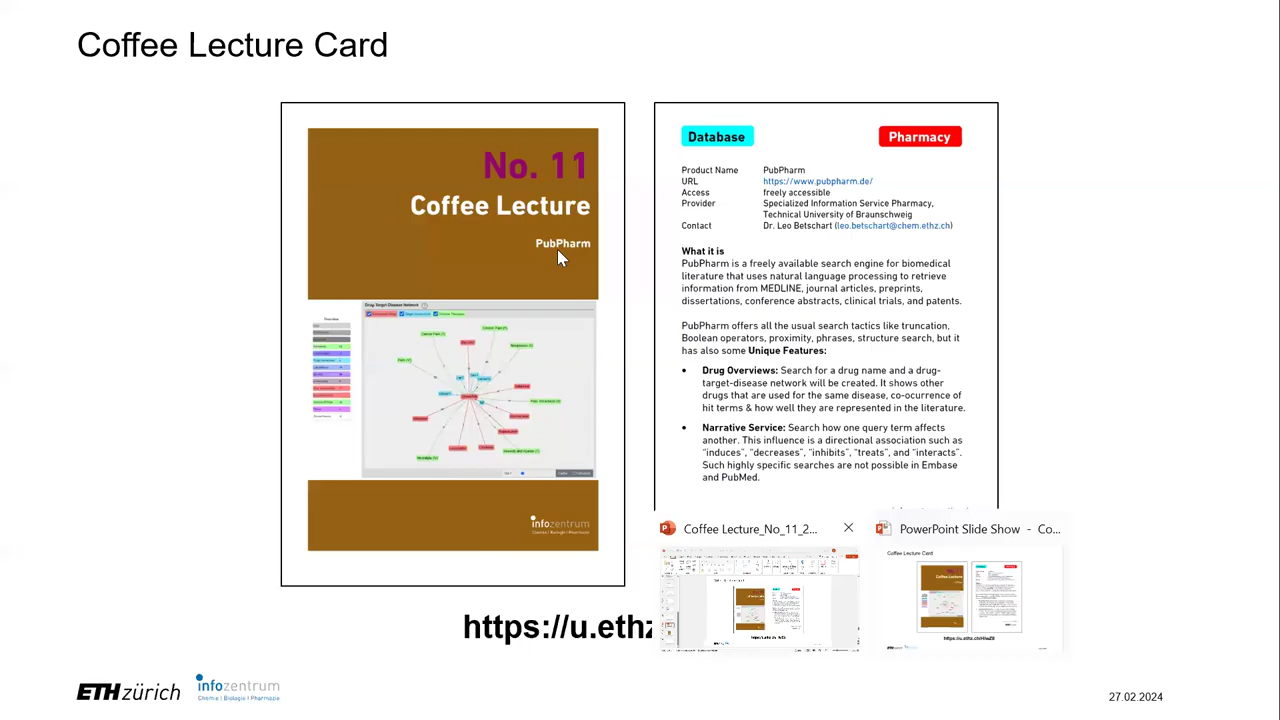 Coffee Lecture Card
No. 11
Coffee Lecture
PubPharm
Drug Target-Disease Network
infozentrum
Chemie | Biologie | Pharmazie
Database
Pharmacy
Product Name PubPharm
URL https://www.pubpharm.de/
Access freely accessible
Provider Specialized Information Service Pharmacy,
Technical University of Braunschweig
Contact Dr. Leo Betschart (leo.betschart@chem.ethz.ch)
What it is
PubPharm is a freely available search engine for biomedical
literature that uses natural language processing to retrieve
information from MEDLINE, journal articles, preprints,
dissertations, conference abstracts, clinical trials, and patents.
PubPharm offers all the usual search tactics like truncation,
Boolean operators, proximity, phrases, structure search, but it
has also some Unique Features:
• Drug Overviews: Search for a drug name and a drug-
target-disease network will be created. It shows other
drugs that are used for the same disease, co-ocurrence of
hit terms & how well they are represented in the literature.
• Narrative Service: Search how one query term affects
another. This influence is a directional association such as
“induces”, “decreases”, “inhibits”, “treats”, and “interacts”.
Such highly specific searches are not possible in Embase
and PubMed.
Coffee Lecture_No_11_2...
PowerPoint Slide Show - Co...
Coffee Lecture Card
https://u.ethz
ETH zürich
infozentrum
Chemie | Biologie | Pharmazie
27.02.2024